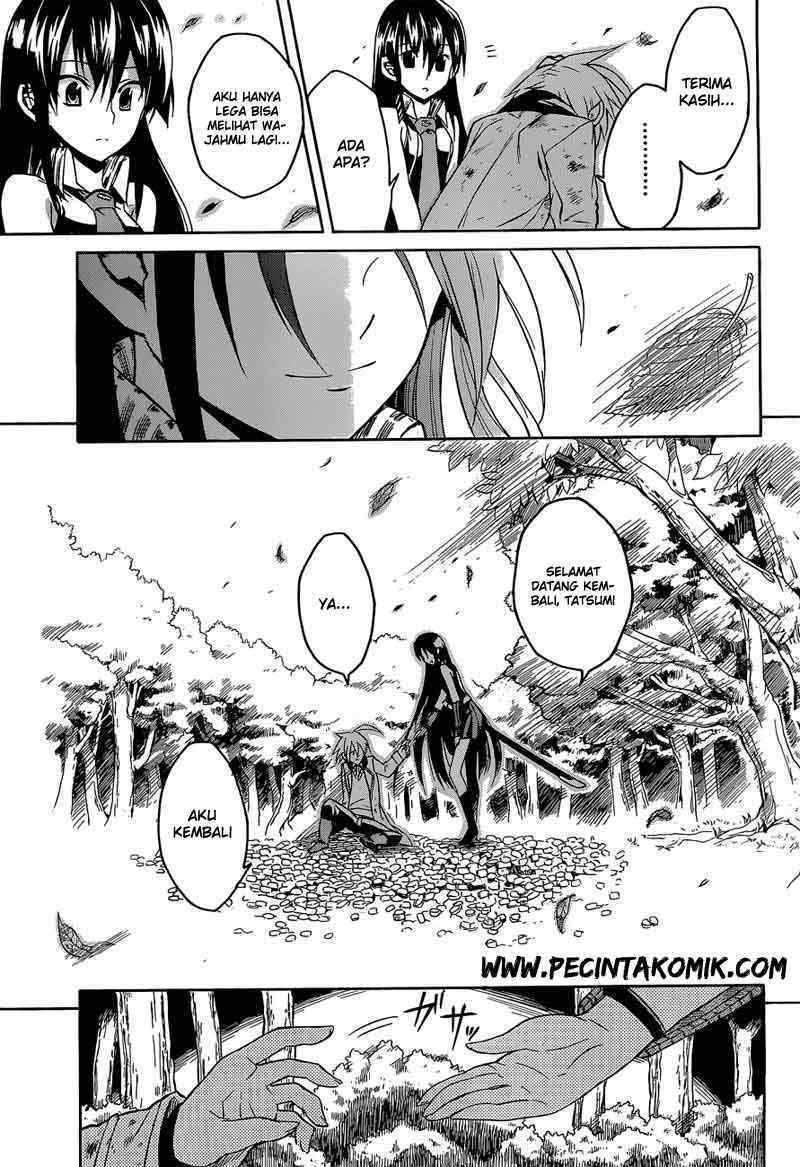 TERIMA
KASIH...
.........
ADA
APA?
AKU HANYA
LEGA BISA
MELIHAT WA-
JAHMU LAGI...
SELAMAT
DATANG KEM-
BALI, TATSUMI
YA...
AKU
KEMBALI
WWW.PECINTAKOMIK.COM
ガサ